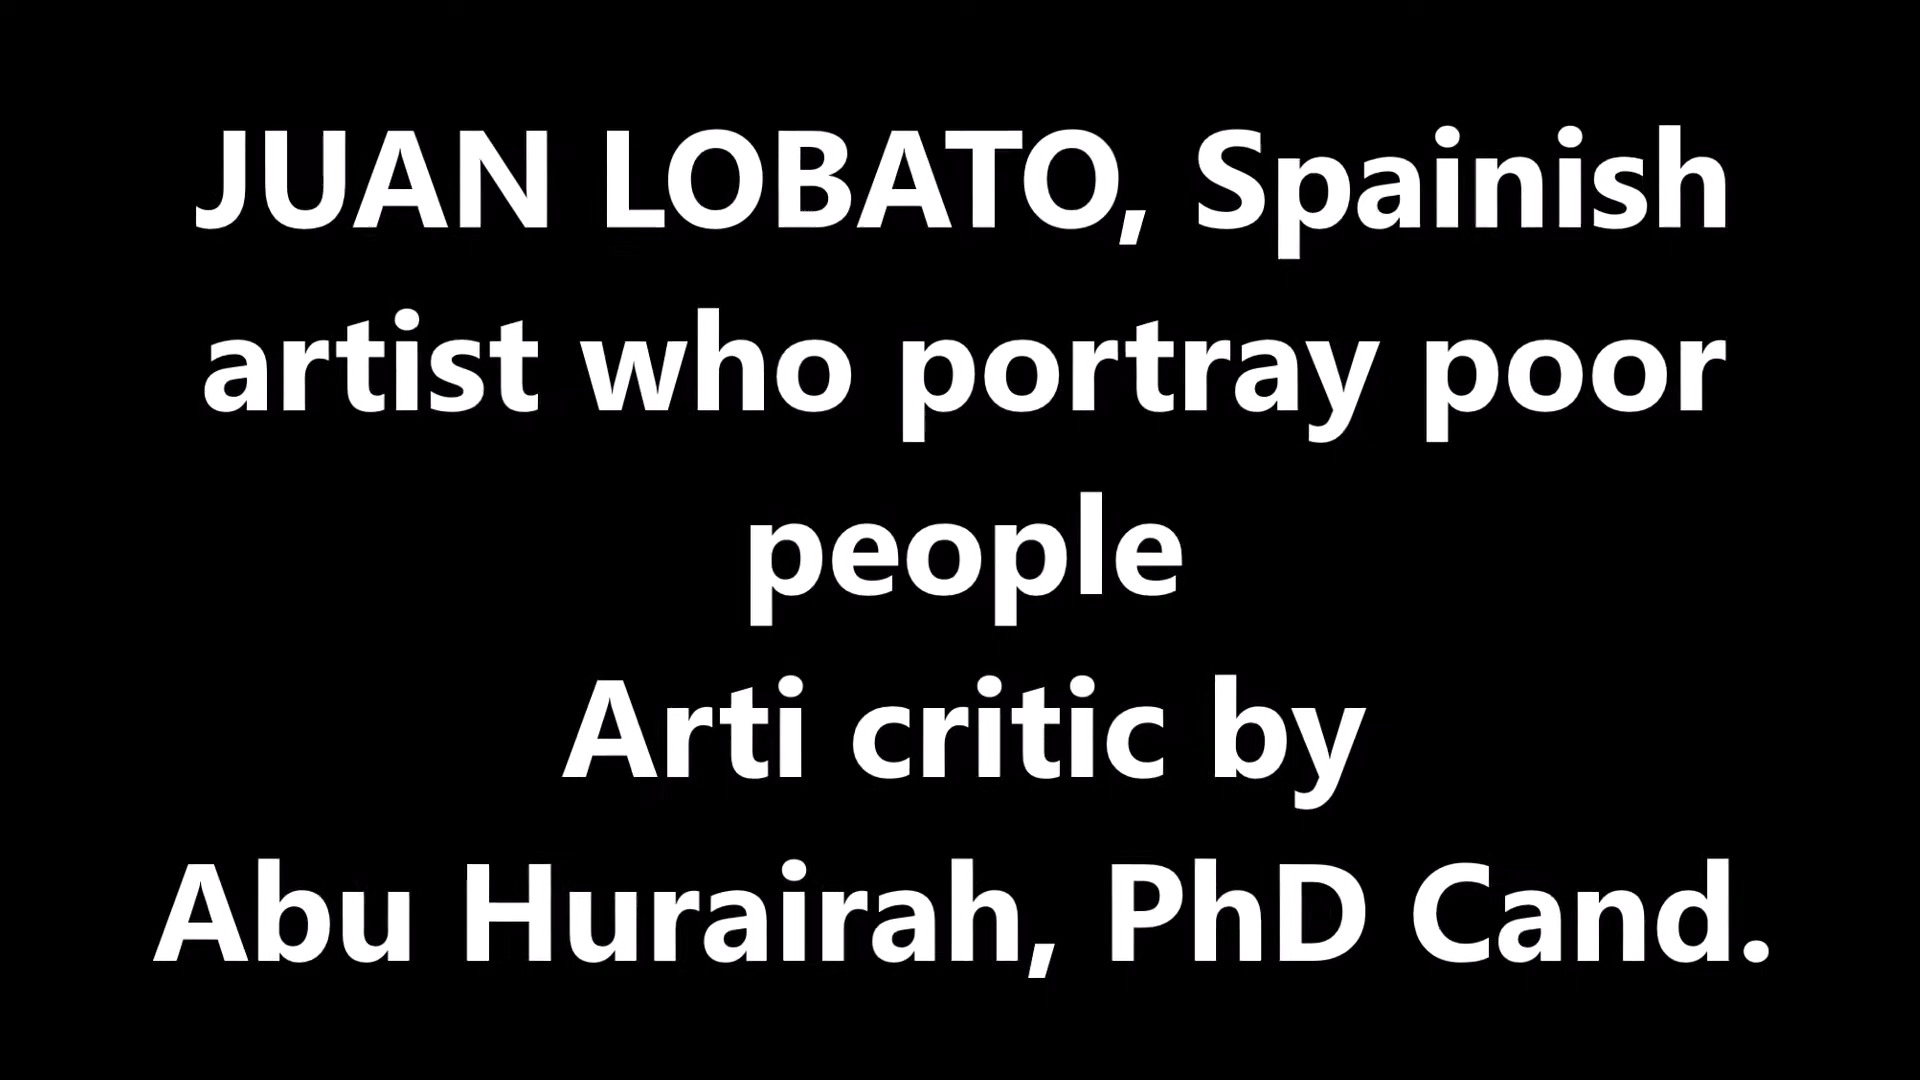 JUAN LOBATO, Spainish
artist who portray poor
people
Arti critic by
Abu Hurairah, PhD Cand.